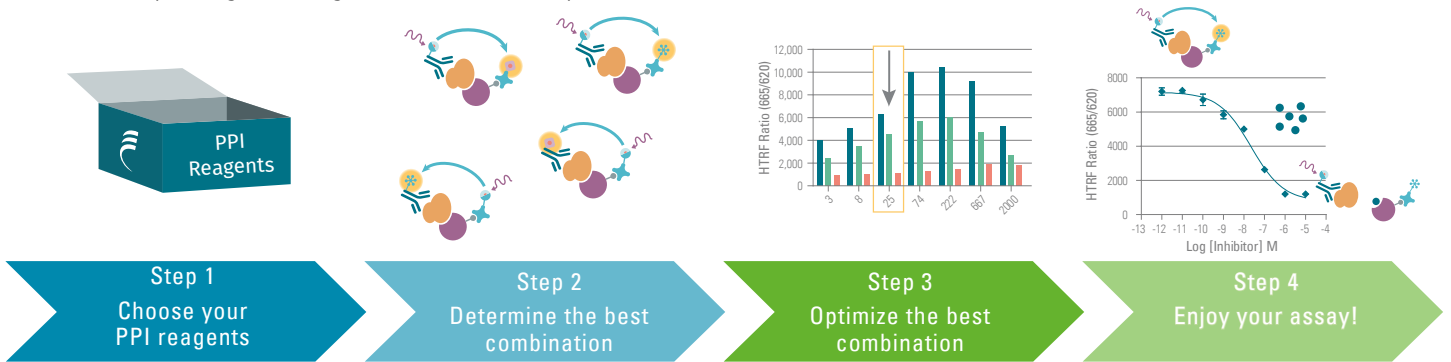 PPI
Reagents
HTRF Ratio (665/620)
12,000
10,000
8,000
6,000
4,000
2,000
0
3
8
25
74
222
667
2000
HTRF Ratio (665/620)
8000
6000
4000
2000
0
-13 -12 -11 -10 -9 -8 -7 -6 -5 -4
Log [Inhibitor] M
Step 1
Choose your
PPI reagents
Step 2
Determine the best
combination
Step 3
Optimize the best
combination
Step 4
Enjoy your assay!